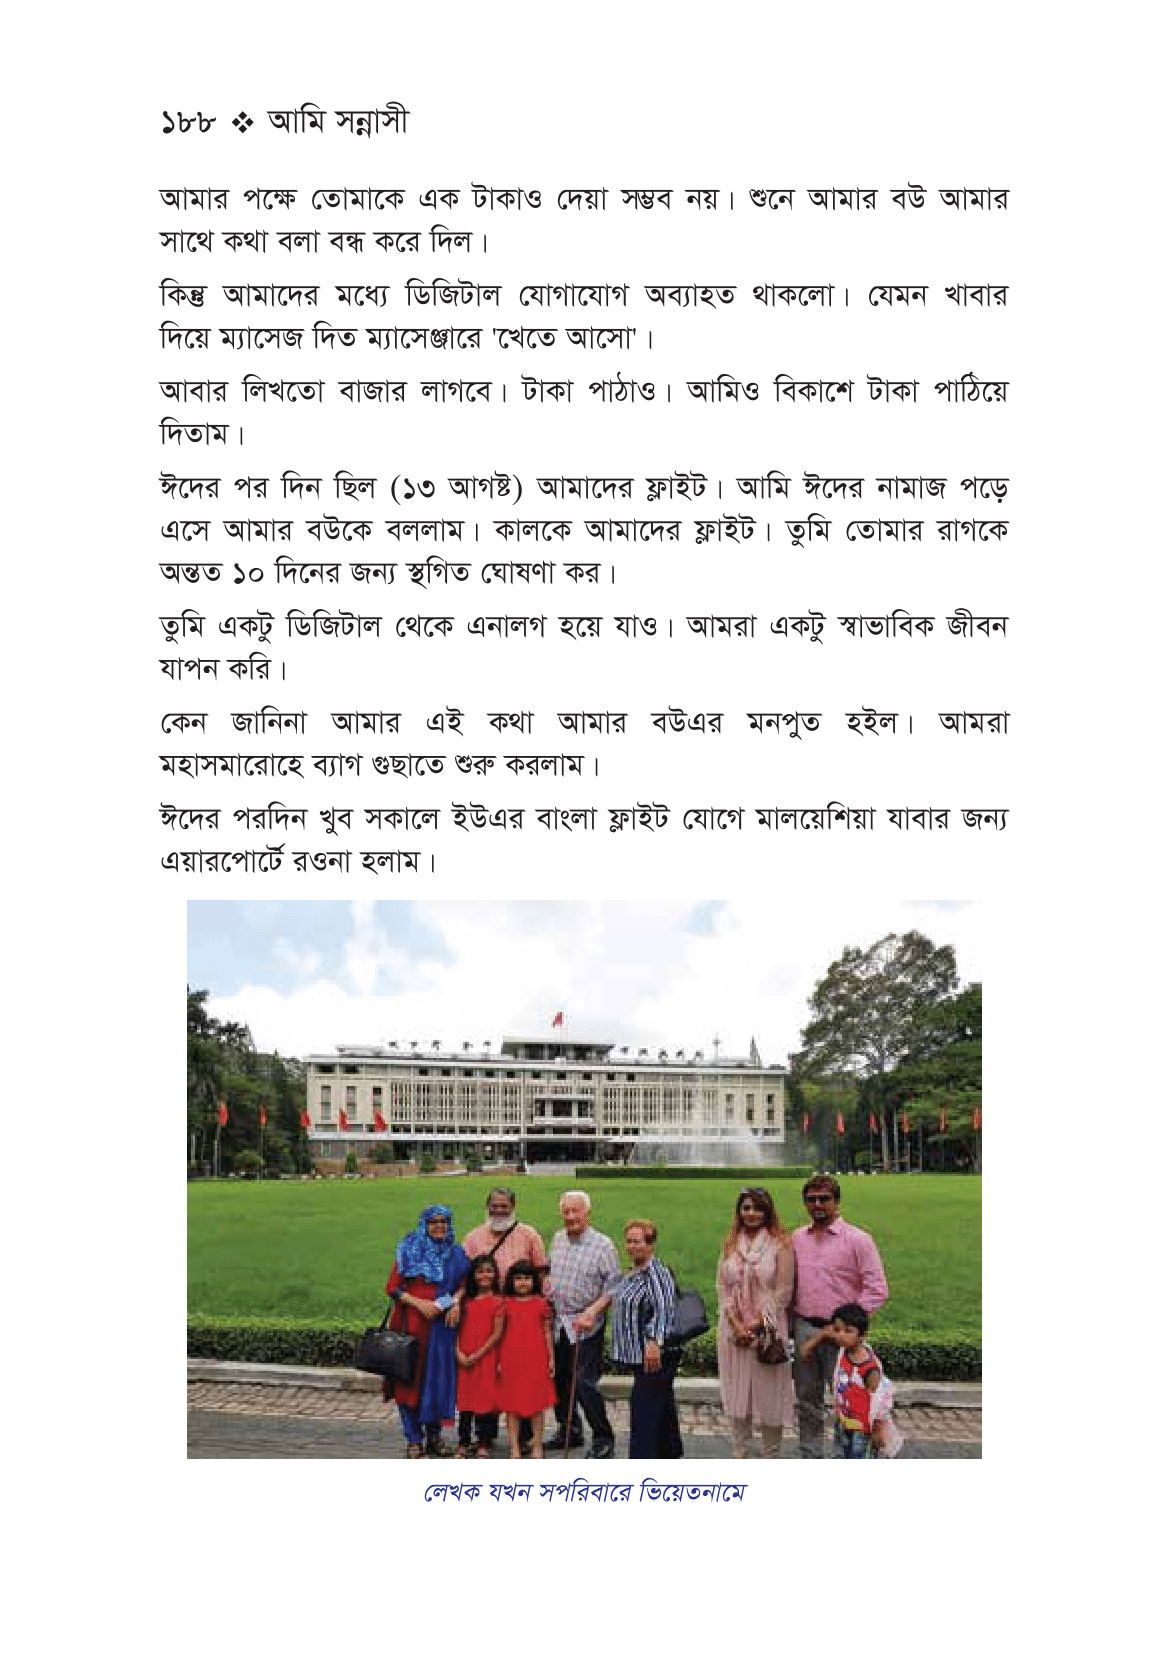 ১৮৮ ❖ আমি সন্নাসী
আমার পক্ষে তোমাকে এক টাকাও দেয়া সম্ভব নয়। শুনে আমার বউ আমার
সাথে কথা বলা বন্ধ করে দিল।
কিন্তু আমাদের মধ্যে ডিজিটাল যোগাযোগ অব্যাহত থাকলো। যেমন খাবার
দিয়ে ম্যাসেজ দিত ম্যাসেঞ্জারে 'খেতে আসো'।
আবার লিখতো বাজার লাগবে। টাকা পাঠাও। আমিও বিকাশে টাকা পাঠিয়ে
দিতাম।
ঈদের পর দিন ছিল (১৩ আগষ্ট) আমাদের ফ্লাইট। আমি ঈদের নামাজ পড়ে
এসে আমার বউকে বললাম। কালকে আমাদের ফ্লাইট। তুমি তোমার রাগকে
অন্তত ১০ দিনের জন্য স্থগিত ঘোষণা কর।
তুমি একটু ডিজিটাল থেকে এনালগ হয়ে যাও। আমরা একটু স্বাভাবিক জীবন
যাপন করি।
কেন জানিনা আমার এই কথা আমার বউএর মনপুত হইল। আমরা
মহাসমারোহে ব্যাগ গুছাতে শুরু করলাম।
ঈদের পরদিন খুব সকালে ইউএর বাংলা ফ্লাইট যোগে মালয়েশিয়া যাবার জন্য
এয়ারপোর্টে রওনা হলাম।
লেখক যখন সপরিবারে ভিয়েতনামে